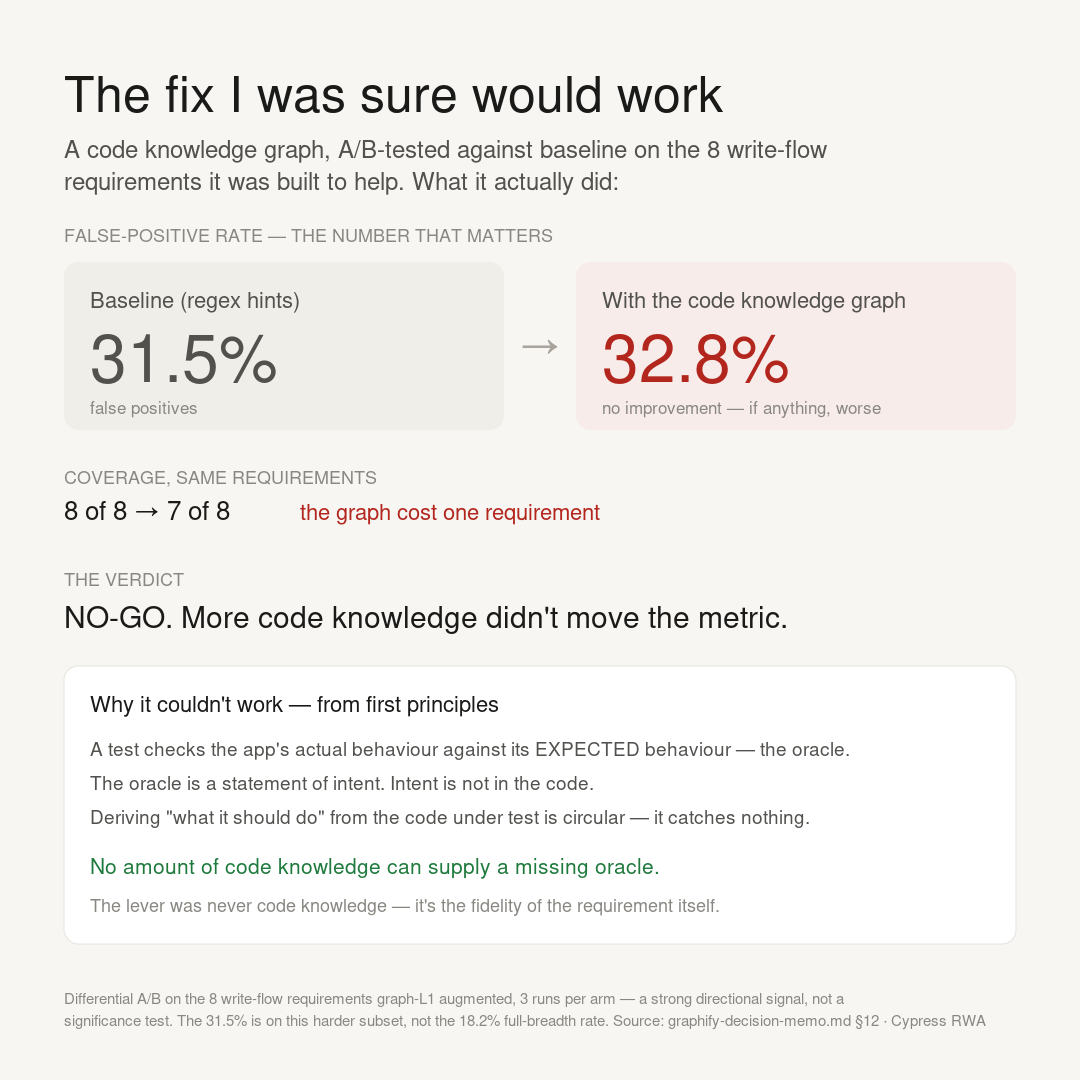 The fix I was sure would work
A code knowledge graph, A/B-tested against baseline on the 8 write-flow
requirements it was built to help. What it actually did:
FALSE-POSITIVE RATE — THE NUMBER THAT MATTERS
Baseline (regex hints)
31.5%
false positives
→
With the code knowledge graph
32.8%
no improvement — if anything, worse
COVERAGE, SAME REQUIREMENTS
8 of 8 → 7 of 8
the graph cost one requirement
THE VERDICT
NO-GO. More code knowledge didn't move the metric.
Why it couldn't work — from first principles
A test checks the app's actual behaviour against its EXPECTED behaviour — the oracle.
The oracle is a statement of intent. Intent is not in the code.
Deriving "what it should do" from the code under test is circular — it catches nothing.
No amount of code knowledge can supply a missing oracle.
The lever was never code knowledge — it's the fidelity of the requirement itself.
Differential A/B on the 8 write-flow requirements graph-L1 augmented, 3 runs per arm — a strong directional signal, not a
significance test. The 31.5% is on this harder subset, not the 18.2% full-breadth rate. Source: graphify-decision-memo.md §12 · Cypress RWA